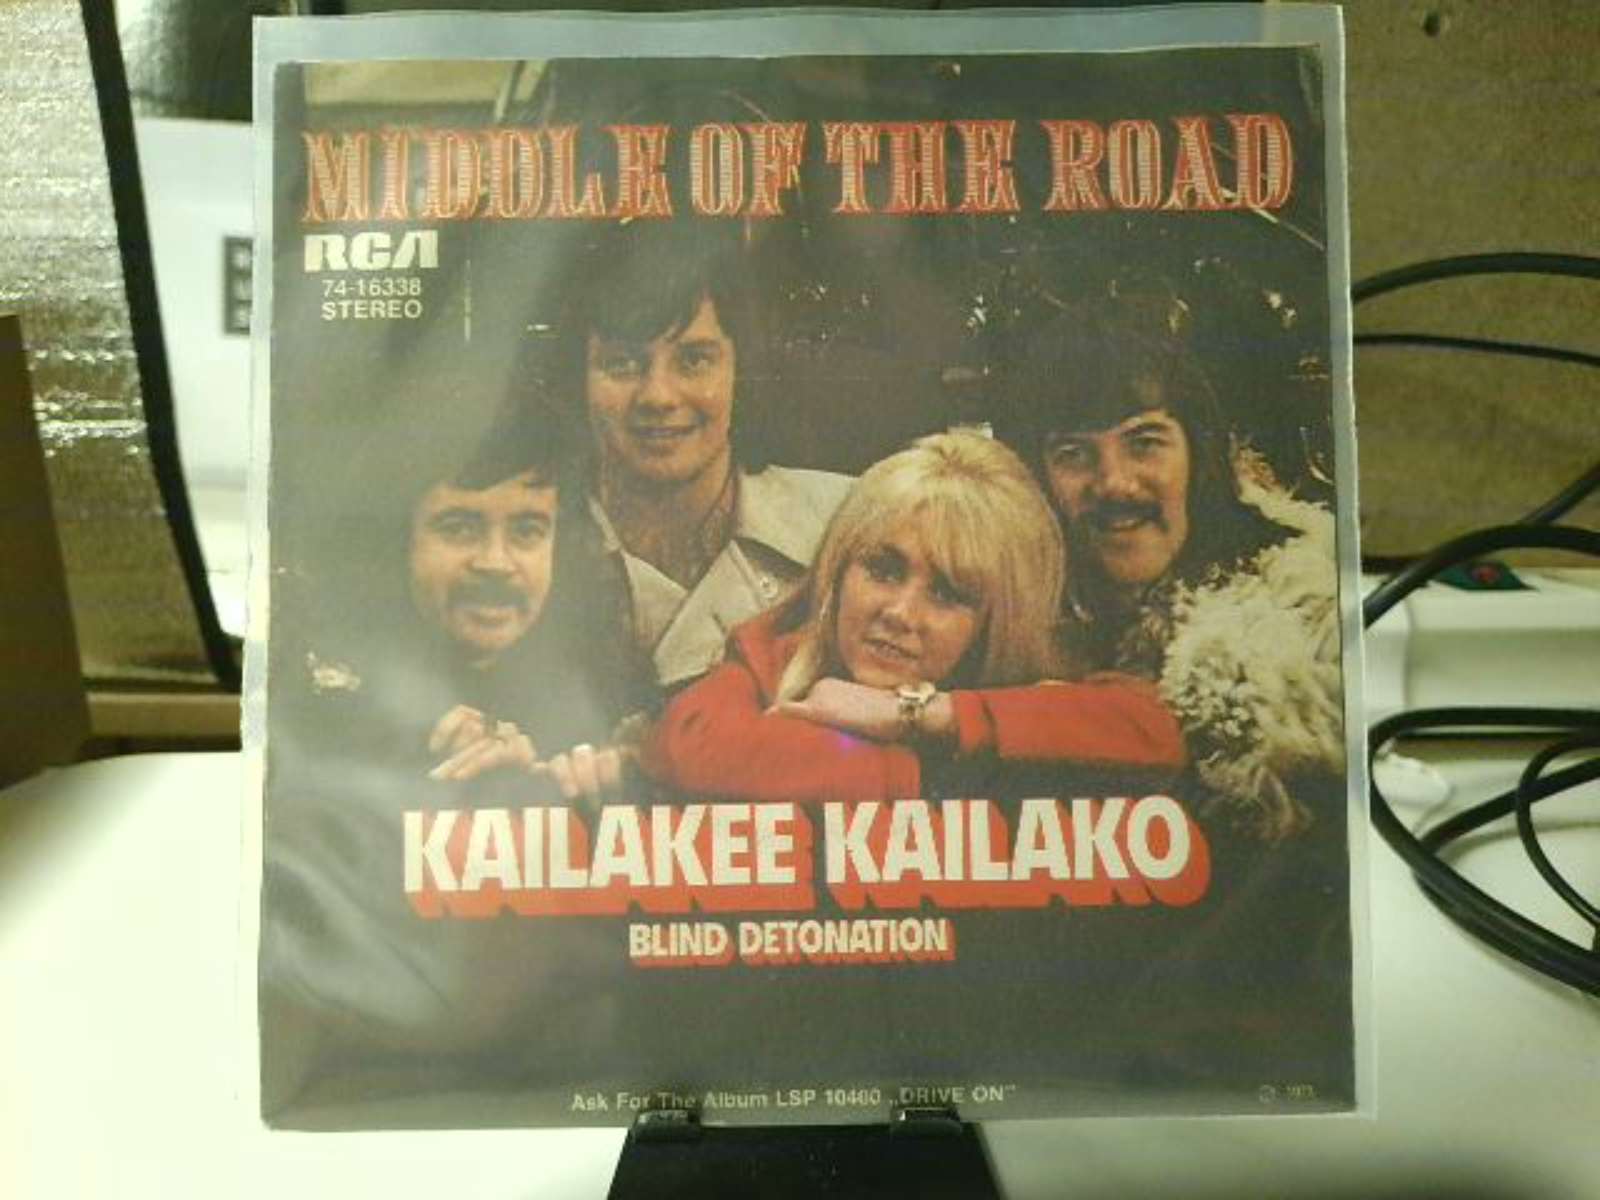 MIDDLE OF THE ROAD
RCA
74-16338
STEREO
KAILAKEE KAILAKO
BLIND DETONATION
Ask For The Album LSP 10400 „DRIVE ON"